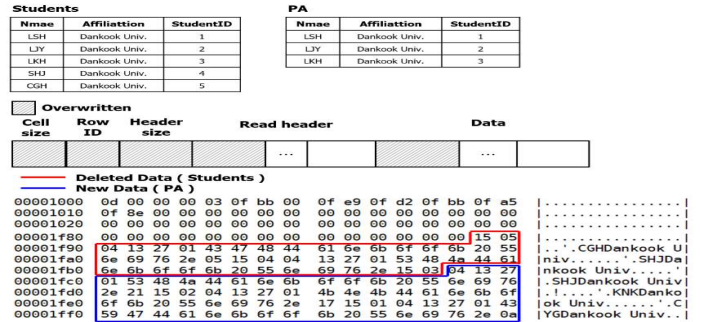 Students PA
Nmae Affiliattion StudentID Nmae Affiliattion StudentID
LSH Dankook Univ. 1 LSH Dankook Univ. 1
LJY Dankook Univ. 2 LJY Dankook Univ. 2
LKH Dankook Univ. 3 LKH Dankook Univ. 3
SHJ Dankook Univ. 4
CGH Dankook Univ. 5
Overwritten
Cell size Row ID Header size Read header Data
... ...
Deleted Data ( Students )
New Data ( PA )
00001000 0d 00 00 00 03 0f bb 00 0f e9 0f d2 0f bb 0f a5 |................|
00001010 0f 8e 00 00 00 00 00 00 00 00 00 00 00 00 00 00 |................|
00001020 00 00 00 00 00 00 00 00 00 00 00 00 00 00 00 00 |................|
00001f80 00 00 00 00 00 00 00 00 00 00 00 00 00 00 15 05 |................|
00001f90 04 13 27 01 43 47 48 44 61 6e 6b 6f 6f 6b 20 55 |..'.CGHDankook U
00001fa0 6e 69 76 2e 05 15 04 04 13 27 01 53 48 4a 44 61 niv......'.SHJDa|
00001fb0 6e 6b 6f 6f 6b 20 55 6e 69 76 2e 15 03 04 13 27 |nkook Univ.....'|
00001fc0 01 53 48 4a 44 61 6e 6b 6f 6f 6b 20 55 6e 69 76 |.SHJDankook Univ
00001fd0 2e 21 15 02 04 13 27 01 4b 4e 4b 44 61 6e 6b 6f |.!....'.KNKDanko
00001fe0 6f 6b 20 55 6e 69 76 2e 17 15 01 04 13 27 01 43 |ok Univ......'.C
00001ff0 59 47 44 61 6e 6b 6f 6f 6b 20 55 6e 69 76 2e 0a |YGDankook Univ..|